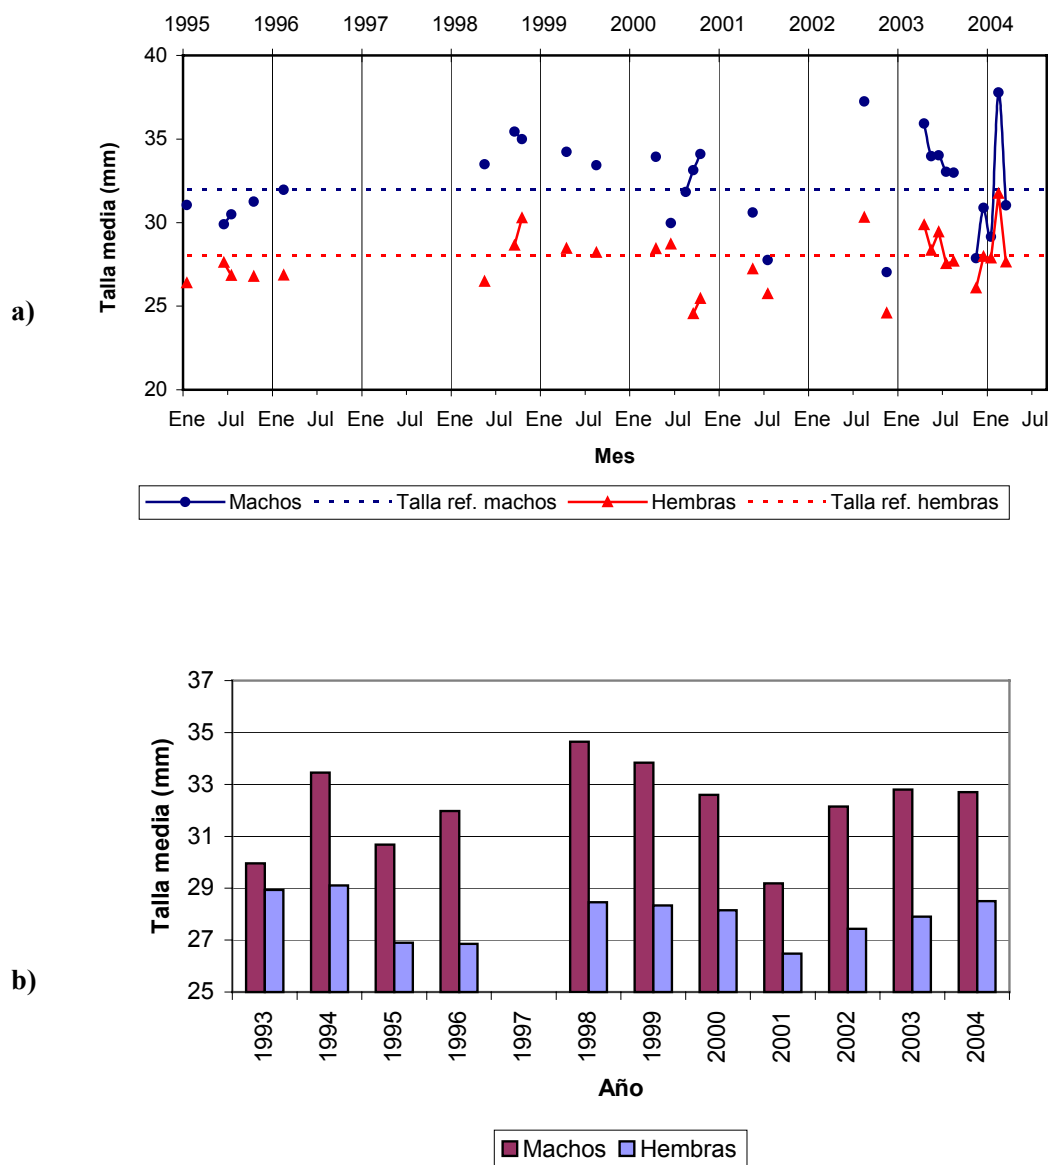 1995 1996 1997 1998 1999 2000 2001 2002 2003 2004
40
35
30
25
20
Talla media (mm)
a)
Ene Jul Ene Jul Ene Jul Ene Jul Ene Jul Ene Jul Ene Jul Ene Jul Ene Jul Ene Jul
Mes
Machos Talla ref. machos Hembras Talla ref. hembras
37
35
33
31
29
27
25
Talla media (mm)
b)
1993 1994 1995 1996 1997 1998 1999 2000 2001 2002 2003 2004
Año
Machos Hembras